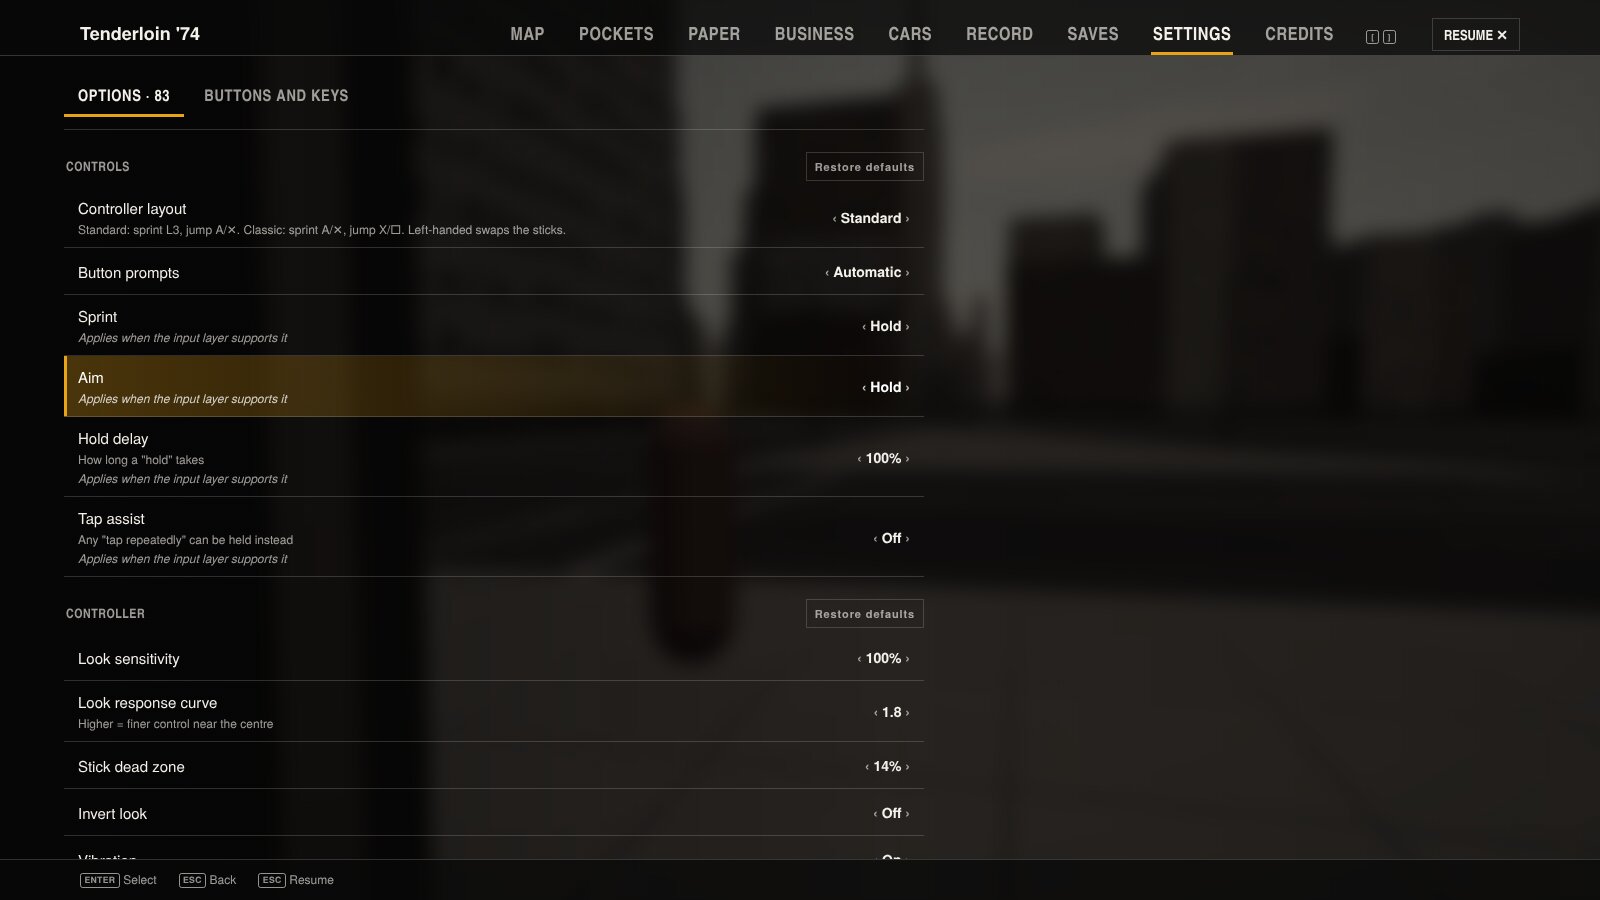 Tenderloin '74
MAP POCKETS PAPER BUSINESS CARS RECORD SAVES SETTINGS CREDITS [ ] RESUME ✕
OPTIONS · 83 BUTTONS AND KEYS
CONTROLS Restore defaults
Controller layout ‹ Standard ›
Standard: sprint L3, jump A/✕. Classic: sprint A/✕, jump X/☐. Left-handed swaps the sticks.
Button prompts ‹ Automatic ›
Sprint ‹ Hold ›
Applies when the input layer supports it
Aim ‹ Hold ›
Applies when the input layer supports it
Hold delay ‹ 100% ›
How long a "hold" takes
Applies when the input layer supports it
Tap assist ‹ Off ›
Any "tap repeatedly" can be held instead
Applies when the input layer supports it
CONTROLLER Restore defaults
Look sensitivity ‹ 100% ›
Look response curve ‹ 1.8 ›
Higher = finer control near the centre
Stick dead zone ‹ 14% ›
Invert look ‹ Off ›
Vibration ‹ On ›
ENTER Select ESC Back ESC Resume